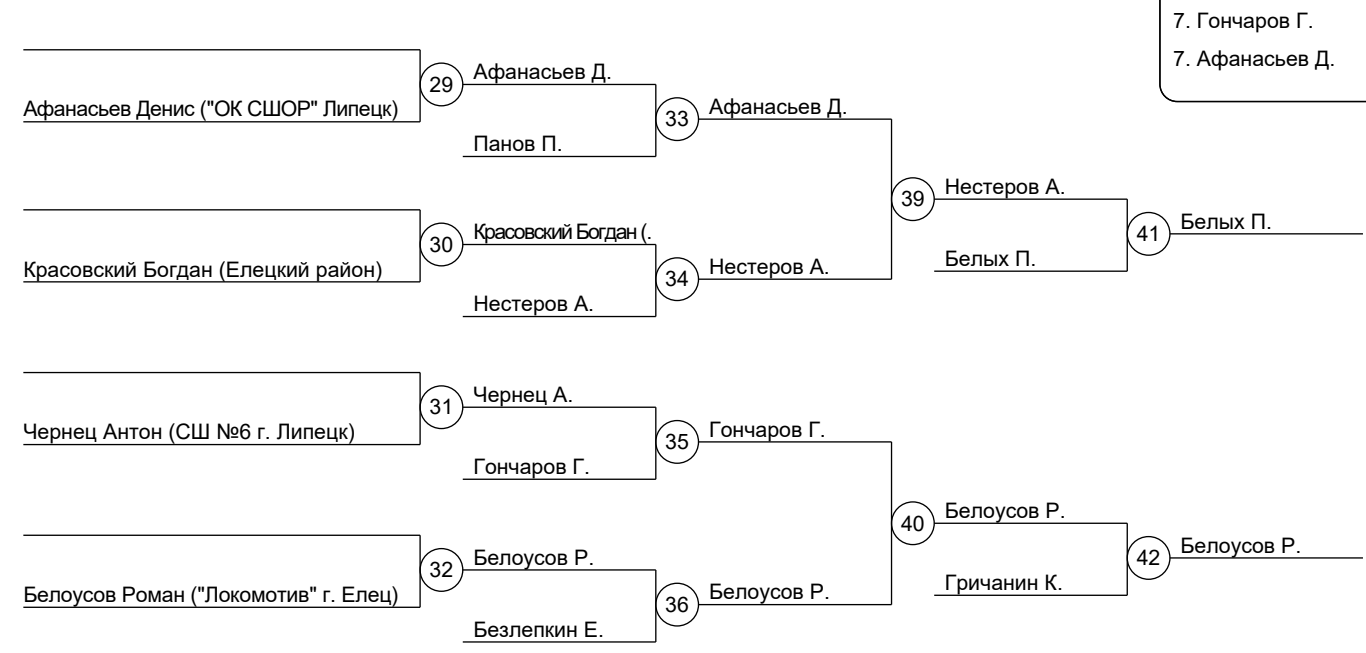 7. Гончаров Г.
7. Афанасьев Д.
Афанасьев Денис ("ОК СШОР" Липецк)
29
Афанасьев Д.
Панов П.
33
Афанасьев Д.
Красовский Богдан (Елецкий район)
30
Красовский Богдан (.
Нестеров А.
34
Нестеров А.
39
Нестеров А.
Белых П.
41
Белых П.
Чернец Антон (СШ №6 г. Липецк)
31
Чернец А.
Гончаров Г.
35
Гончаров Г.
Белоусов Роман ("Локомотив" г. Елец)
32
Белоусов Р.
Безлепкин Е.
36
Белоусов Р.
40
Белоусов Р.
Гричанин К.
42
Белоусов Р.